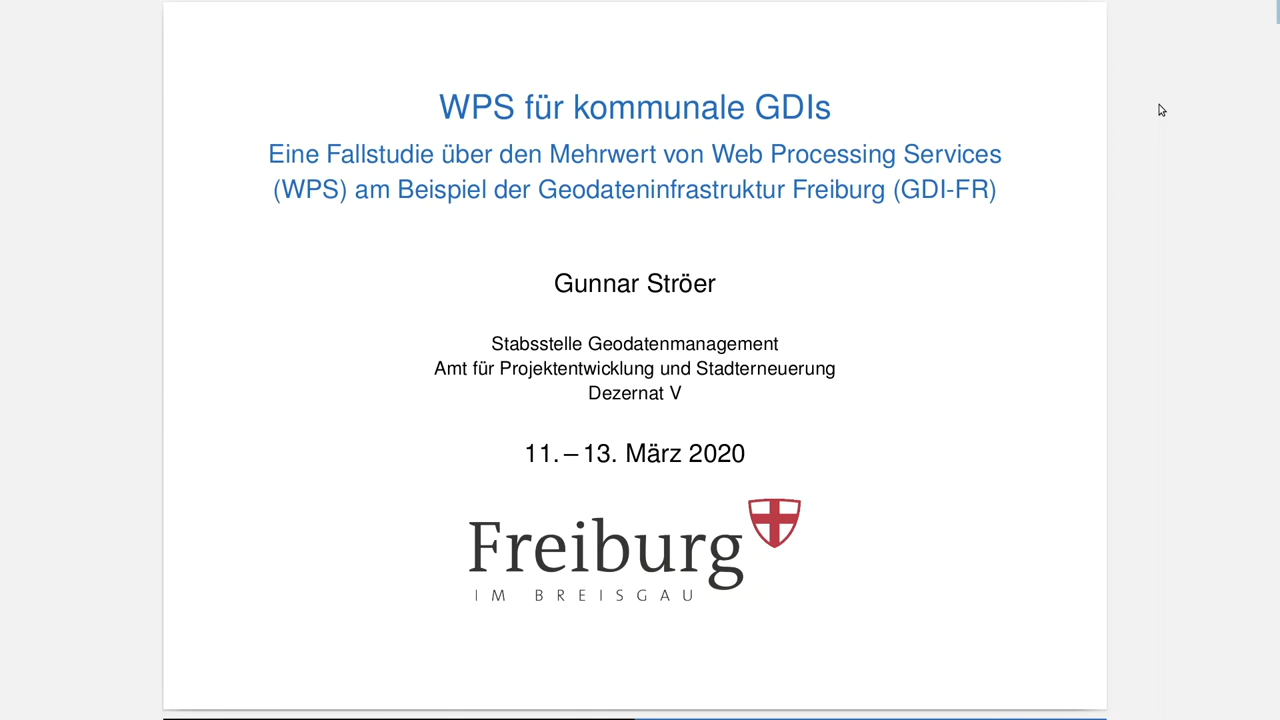 WPS für kommunale GDIs
Eine Fallstudie über den Mehrwert von Web Processing Services
(WPS) am Beispiel der Geodateninfrastruktur Freiburg (GDI-FR)
Gunnar Ströer
Stabsstelle Geodatenmanagement
Amt für Projektentwicklung und Stadterneuerung
Dezernat V
11. – 13. März 2020
Freiburg
IM BREISGAU